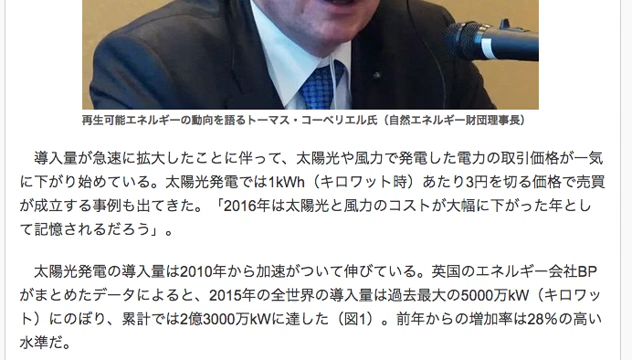 再生可能エネルギーの動向を語るトーマス・コーベリエル氏（自然エネルギー財団理事長）
導入量が急速に拡大したことに伴って、太陽光や風力で発電した電力の取引価格が一気
に下がり始めている。太陽光発電では1kWh（キロワット時）あたり3円を切る価格で売買
が成立する事例も出てきた。「2016年は太陽光と風力のコストが大幅に下がった年とし
て記憶されるだろう」。
太陽光発電の導入量は2010年から加速がついて伸びている。英国のエネルギー会社BP
がまとめたデータによると、2015年の全世界の導入量は過去最大の5000万kW（キロワッ
ト）にのぼり、累計では2億3000万kWに達した（図1）。前年からの増加率は28%の高い
水準だ。